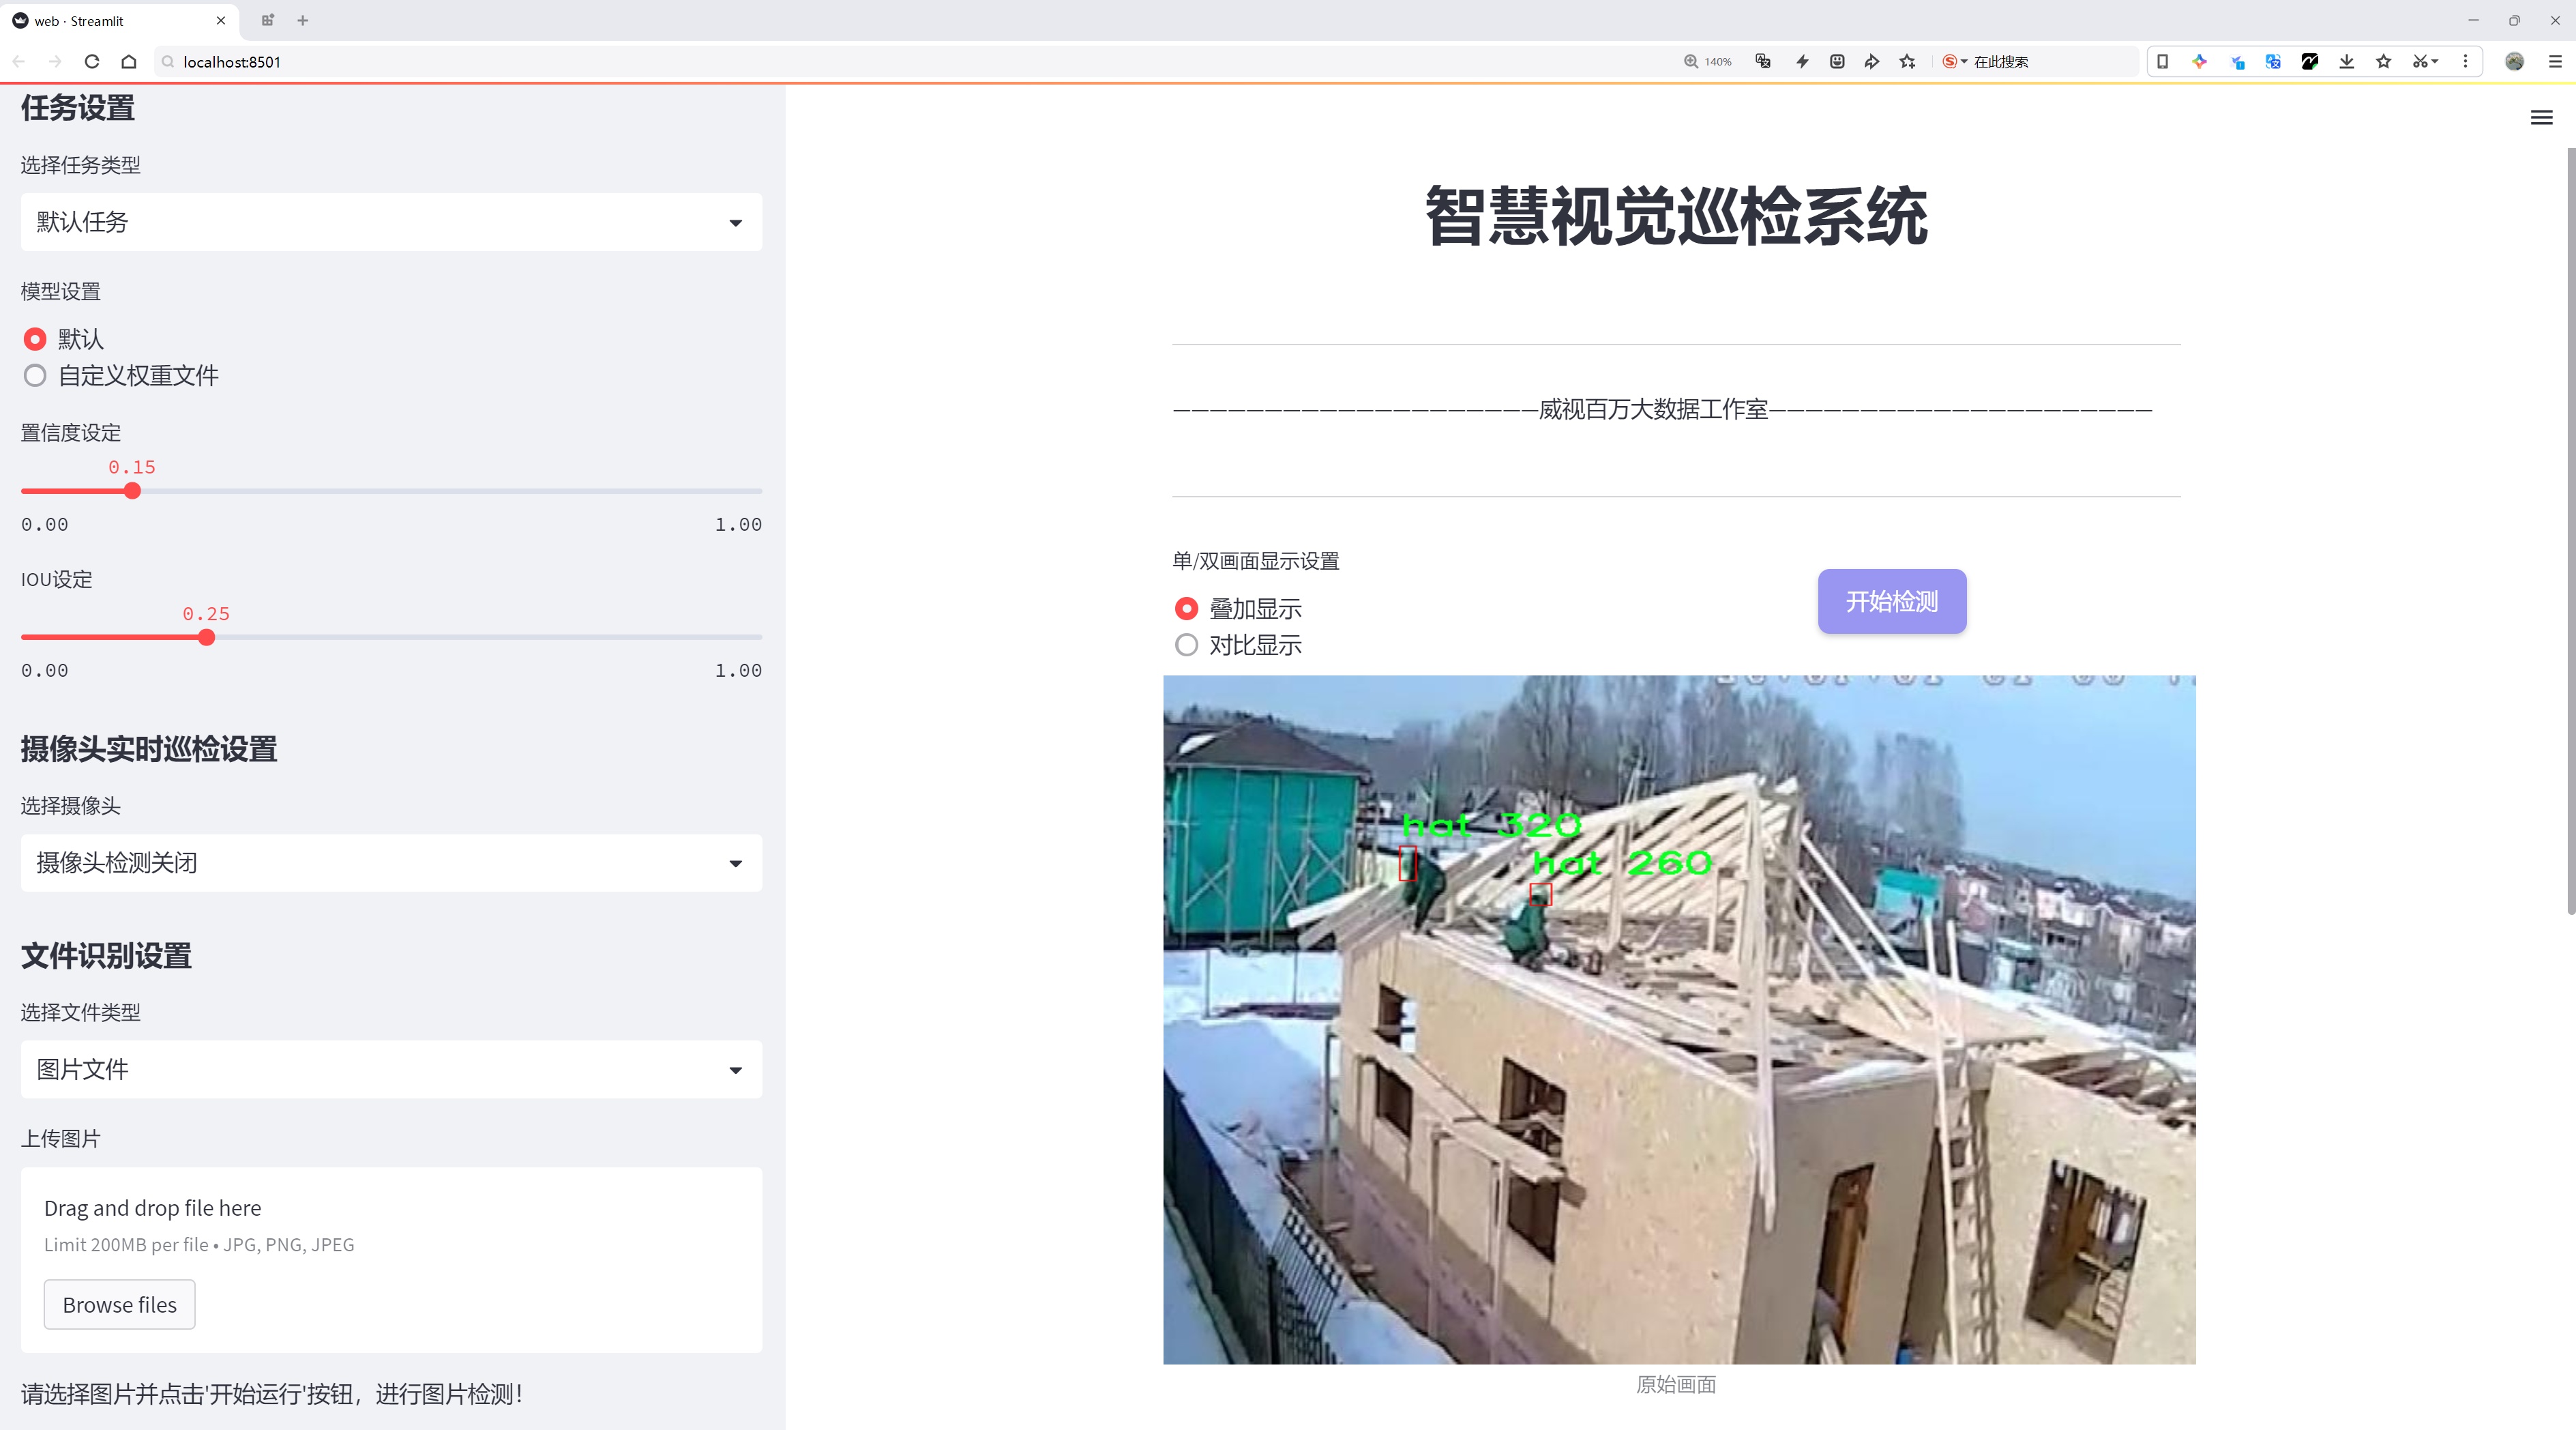 web · Streamlit
localhost:8501
140%
在此搜索
任务设置
选择任务类型
默认任务
模型设置
默认
自定义权重文件
置信度设定
0.15
0.00
1.00
IOU设定
0.25
0.00
1.00
摄像头实时巡检设置
选择摄像头
摄像头检测关闭
文件识别设置
选择文件类型
图片文件
上传图片
Drag and drop file here
Limit 200MB per file • JPG, PNG, JPEG
Browse files
请选择图片并点击'开始运行'按钮，进行图片检测！
智慧视觉巡检系统
—————————————————————威视百万大数据工作室——————————————————————
单/双画面显示设置
叠加显示
对比显示
开始检测
hat 320
hat 260
原始画面